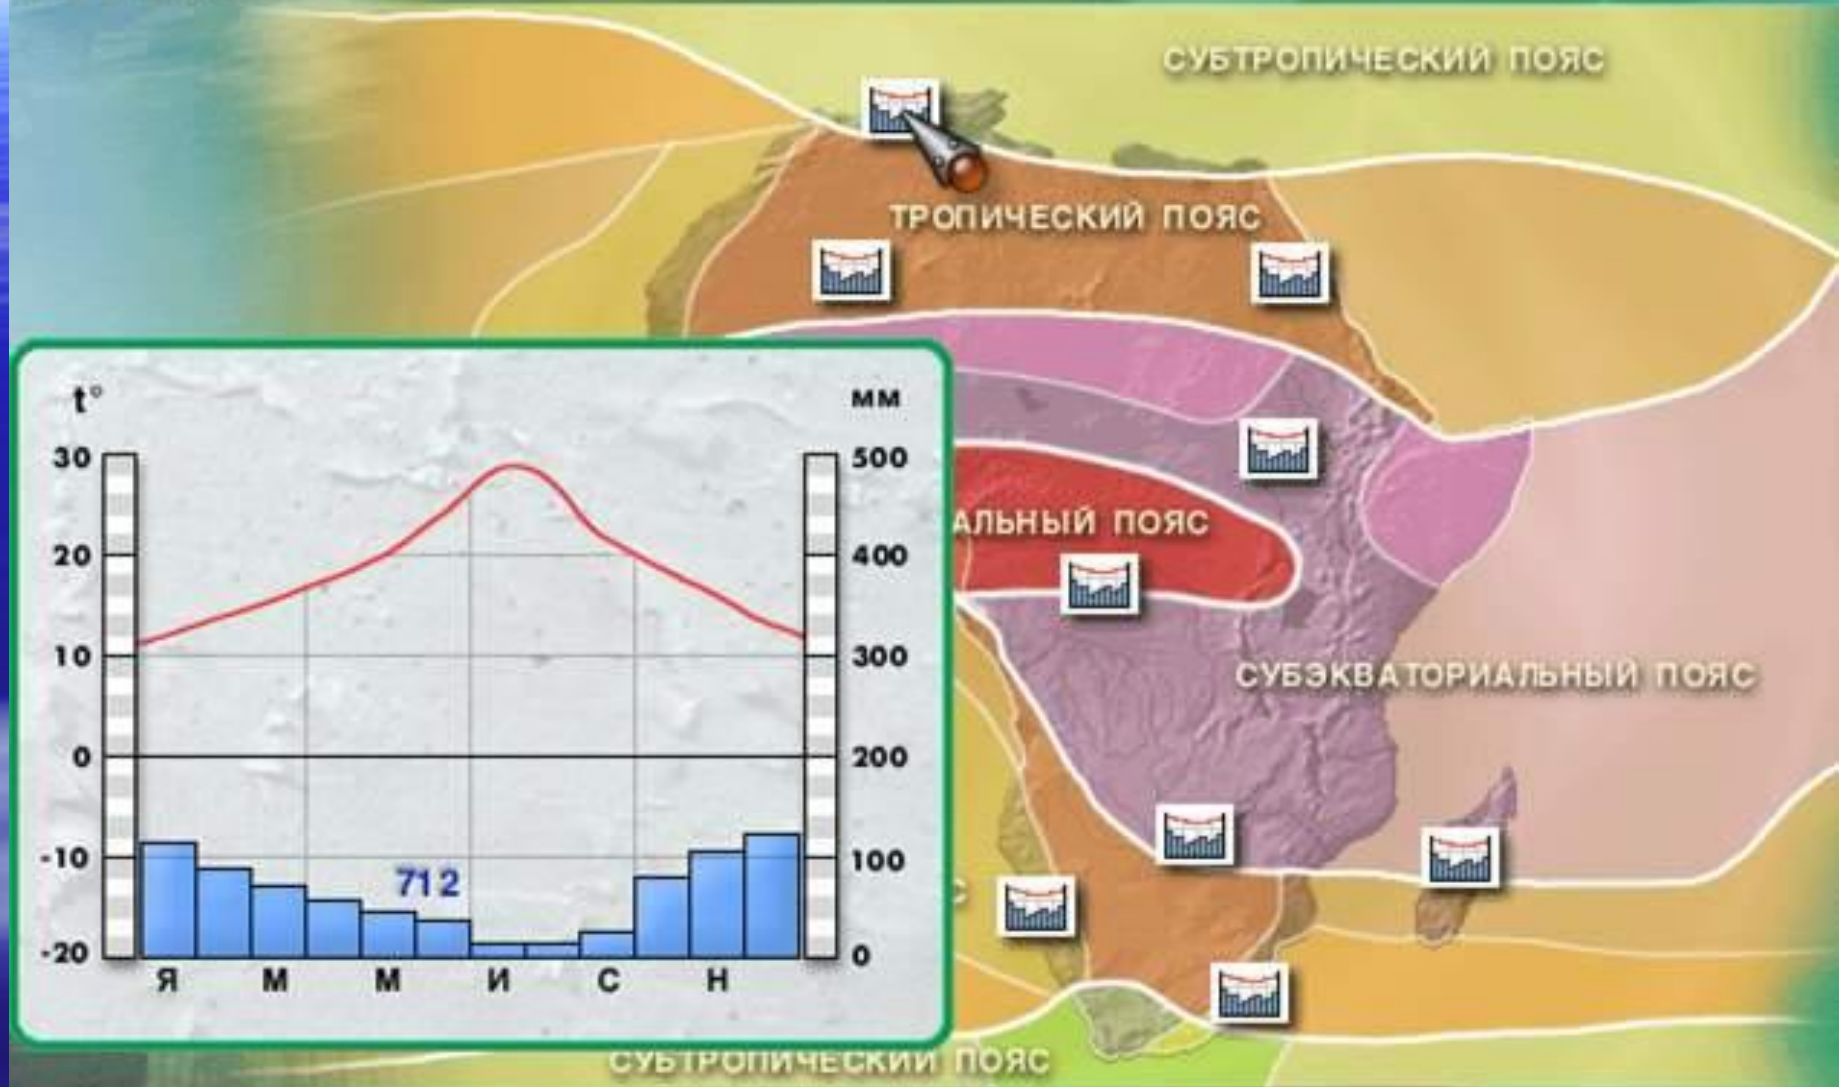 СУБТРОПИЧЕСКИЙ ПОЯС
ТРОПИЧЕСКИЙ ПОЯС
АЛЬНЫЙ ПОЯС
СУБЭКВАТОРИАЛЬНЫЙ ПОЯС
С
СУБТРОПИЧЕСКИЙ ПОЯС
t° мм
30 500
20 400
10 300
0 200
-10 100
712
-20 0
Я М М И С Н